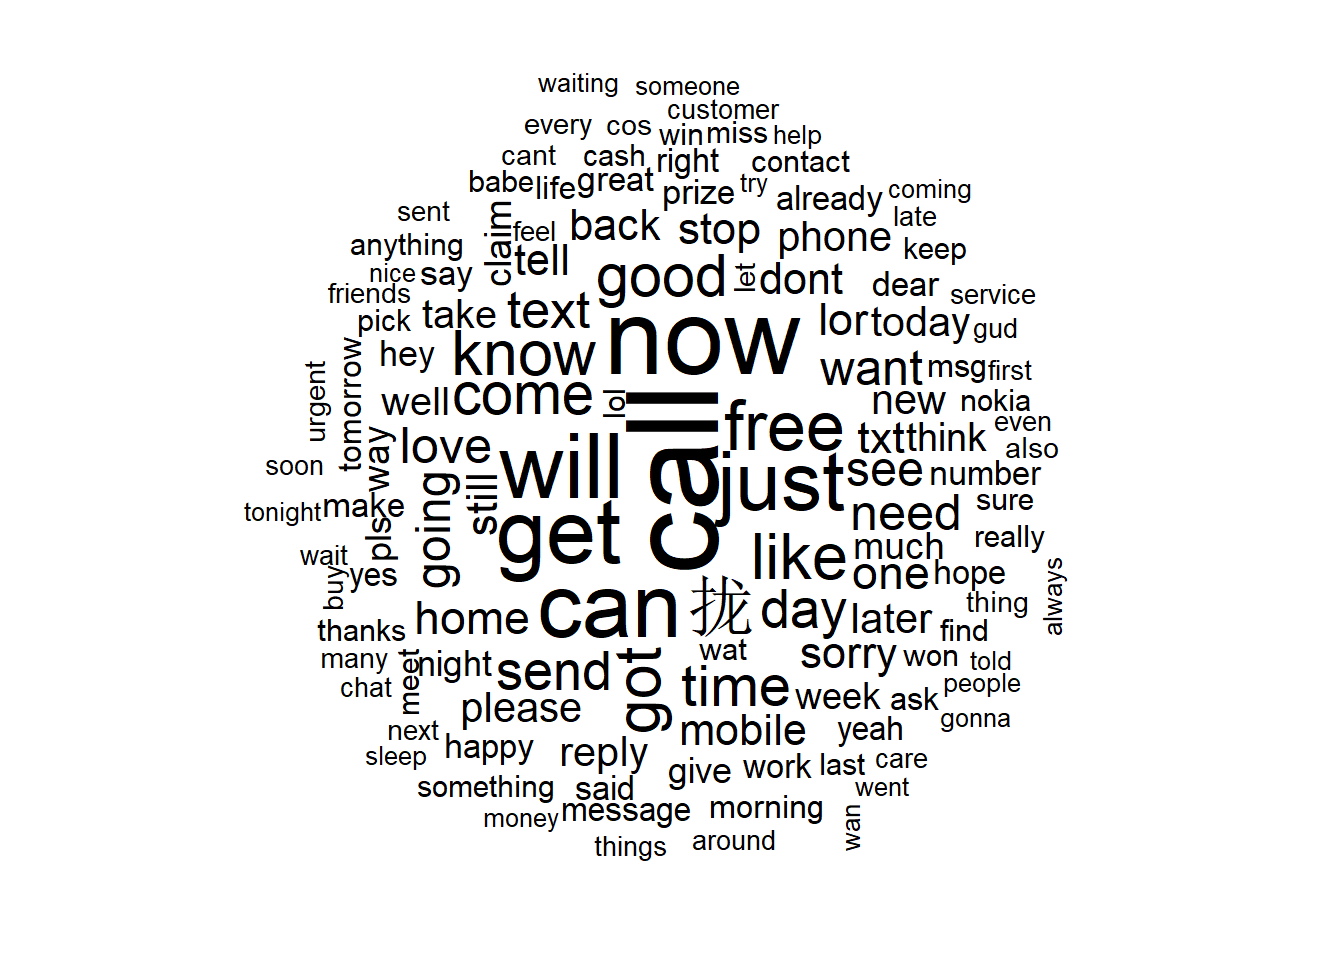 waiting someone
customer
every cos win miss help
cant cash right contact
babe life great prize try already coming
sent claim feel back stop phone late
anything keep
nice say tell good let dont dear service
friends
pick take text now lor today gud
hey know want msg first
urgent tomorrow well come lol new nokia
love will call free txt think even
also
soon way going still just see number
tonight make get need sure
wait pls like much really
buy yes one hope
can 拢 day later thing always
thanks home find
many night wat sorry won told
chat meet send got time week ask people
please gonna
next mobile yeah
sleep happy reply give work last care
something said went
money message morning wan
things around